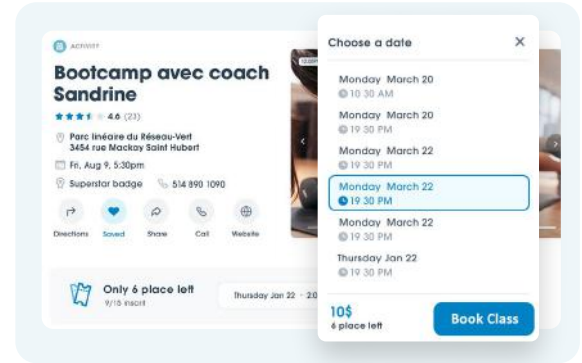 ACTIVITY
Bootcamp avec coach
Sandrine
4.6 (23)
Parc linéaire du Réseau-Vert
3454 rue Mackay Saint Hubert
Fri, Aug 9, 5:30pm
Superstar badge 514 890 1090
Directions Saved Share Call Website
Only 6 place left
9/15 inscrit
Thursday Jan 22 - 2:0
Choose a date
Monday March 20
10 30 AM
Monday March 20
19 30 PM
Monday March 22
19 30 PM
Monday March 22
19 30 PM
Monday March 22
19 30 PM
Thursday Jan 22
19 30 PM
10$
6 place left
Book Class